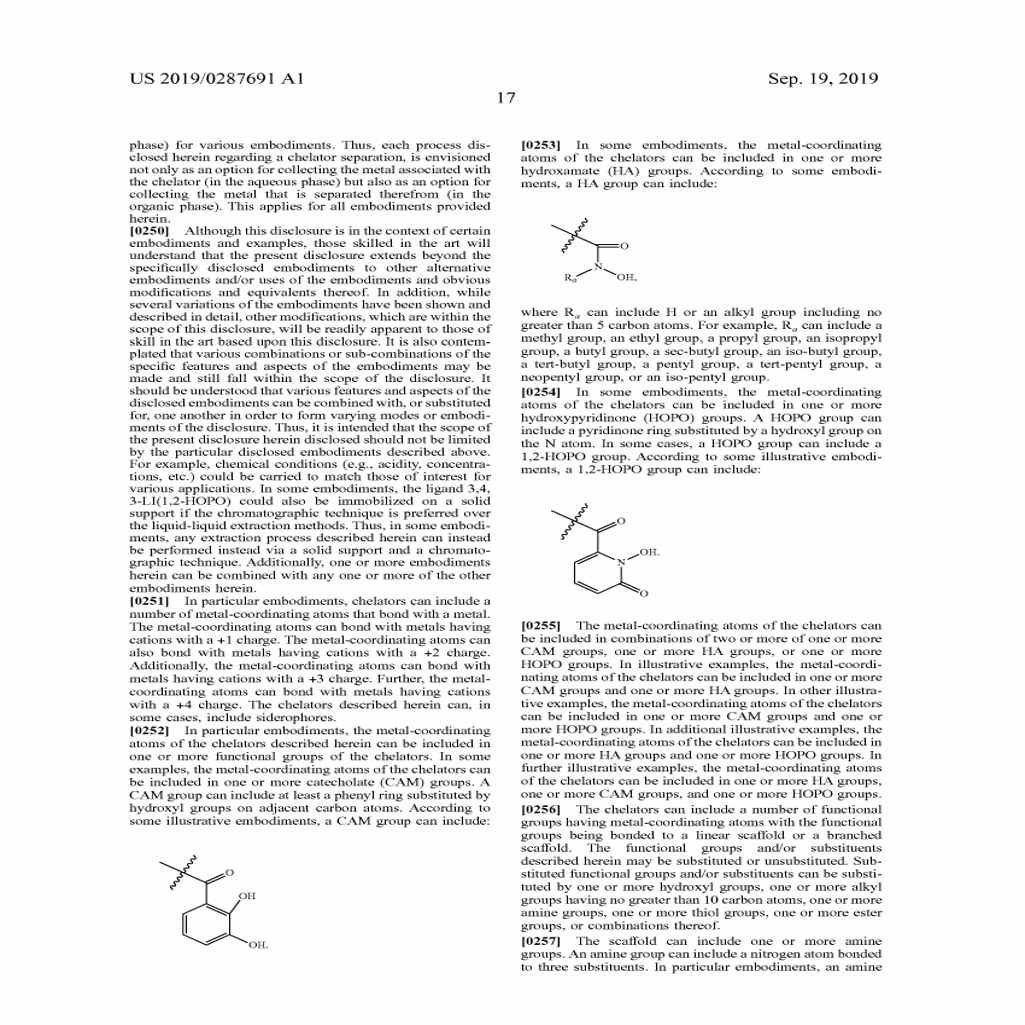 US 2019/0287691 A1
Sep. 19, 2019
17
phase) for various embodiments. Thus, each process dis-
closed herein regarding a chelator separation, is envisioned
not only as an option for collecting the metal associated with
the chelator (in the aqueous phase) but also as an option for
collecting the metal that is separated therefrom (in the
organic phase). This applies for all embodiments provided
herein.
[0250] Although this disclosure is in the context of certain
embodiments and examples, those skilled in the art will
understand that the present disclosure extends beyond the
specifically disclosed embodiments to other alternative
embodiments and/or uses of the embodiments and obvious
modifications and equivalents thereof. In addition, while
several variations of the embodiments have been shown and
described in detail, other modifications, which are within the
scope of this disclosure, will be readily apparent to those of
skill in the art based upon this disclosure. It is also contem-
plated that various combinations or sub-combinations of the
specific features and aspects of the embodiments may be
made and still fall within the scope of the disclosure. It
should be understood that various features and aspects of the
disclosed embodiments can be combined with, or substituted
for, one another in order to form varying modes or embodi-
ments of the disclosure. Thus, it is intended that the scope of
the present disclosure herein disclosed should not be limited
by the particular disclosed embodiments described above.
For example, chemical conditions (e.g., acidity, concentra-
tions, etc.) could be carried to match those of interest for
various applications. In some embodiments, the ligand 3,4,
3-LI(1,2-HOPO) could also be immobilized on a solid
support if the chromatographic technique is preferred over
the liquid-liquid extraction methods. Thus, in some embodi-
ments, any extraction process described herein can instead
be performed instead via a solid support and a chromato-
graphic technique. Additionally, one or more embodiments
herein can be combined with any one or more of the other
embodiments herein.
[0251] In particular embodiments, chelators can include a
number of metal-coordinating atoms that bond with a metal.
The metal-coordinating atoms can bond with metals having
cations with a +1 charge. The metal-coordinating atoms can
also bond with metals having cations with a +2 charge.
Additionally, the metal-coordinating atoms can bond with
metals having cations with a +3 charge. Further, the metal-
coordinating atoms can bond with metals having cations
with a +4 charge. The chelators described herein can, in
some cases, include siderophores.
[0252] In particular embodiments, the metal-coordinating
atoms of the chelators described herein can be included in
one or more functional groups of the chelators. In some
examples, the metal-coordinating atoms of the chelators can
be included in one or more catecholate (CAM) groups. A
CAM group can include at least a phenyl ring substituted by
hydroxyl groups on adjacent carbon atoms. According to
some illustrative embodiments, a CAM group can include:
O
OH
OH.
[0253] In some embodiments, the metal-coordinating
atoms of the chelators can be included in one or more
hydroxamate (HA) groups. According to some embodi-
ments, a HA group can include:
O
N
Rα OH,
where Rα can include H or an alkyl group including no
greater than 5 carbon atoms. For example, Rα can include a
methyl group, an ethyl group, a propyl group, an isopropyl
group, a butyl group, a sec-butyl group, an iso-butyl group,
a tert-butyl group, a pentyl group, a tert-pentyl group, a
neopentyl group, or an iso-pentyl group.
[0254] In some embodiments, the metal-coordinating
atoms of the chelators can be included in one or more
hydroxypyridinone (HOPO) groups. A HOPO group can
include a pyridinone ring substituted by a hydroxyl group on
the N atom. In some cases, a HOPO group can include a
1,2-HOPO group. According to some illustrative embodi-
ments, a 1,2-HOPO group can include:
O
OH.
N
O
[0255] The metal-coordinating atoms of the chelators can
be included in combinations of two or more of one or more
CAM groups, one or more HA groups, or one or more
HOPO groups. In illustrative examples, the metal-coordi-
nating atoms of the chelators can be included in one or more
CAM groups and one or more HA groups. In other illustra-
tive examples, the metal-coordinating atoms of the chelators
can be included in one or more CAM groups and one or
more HOPO groups. In additional illustrative examples, the
metal-coordinating atoms of the chelators can be included in
one or more HA groups and one or more HOPO groups. In
further illustrative examples, the metal-coordinating atoms
of the chelators can be included in one or more HA groups,
one or more CAM groups, and one or more HOPO groups.
[0256] The chelators can include a number of functional
groups having metal-coordinating atoms with the functional
groups being bonded to a linear scaffold or a branched
scaffold. The functional groups and/or substituents
described herein may be substituted or unsubstituted. Sub-
stituted functional groups and/or substituents can be substi-
tuted by one or more hydroxyl groups, one or more alkyl
groups having no greater than 10 carbon atoms, one or more
amine groups, one or more thiol groups, one or more ester
groups, or combinations thereof.
[0257] The scaffold can include one or more amine
groups. An amine group can include a nitrogen atom bonded
to three substituents. In particular embodiments, an amine